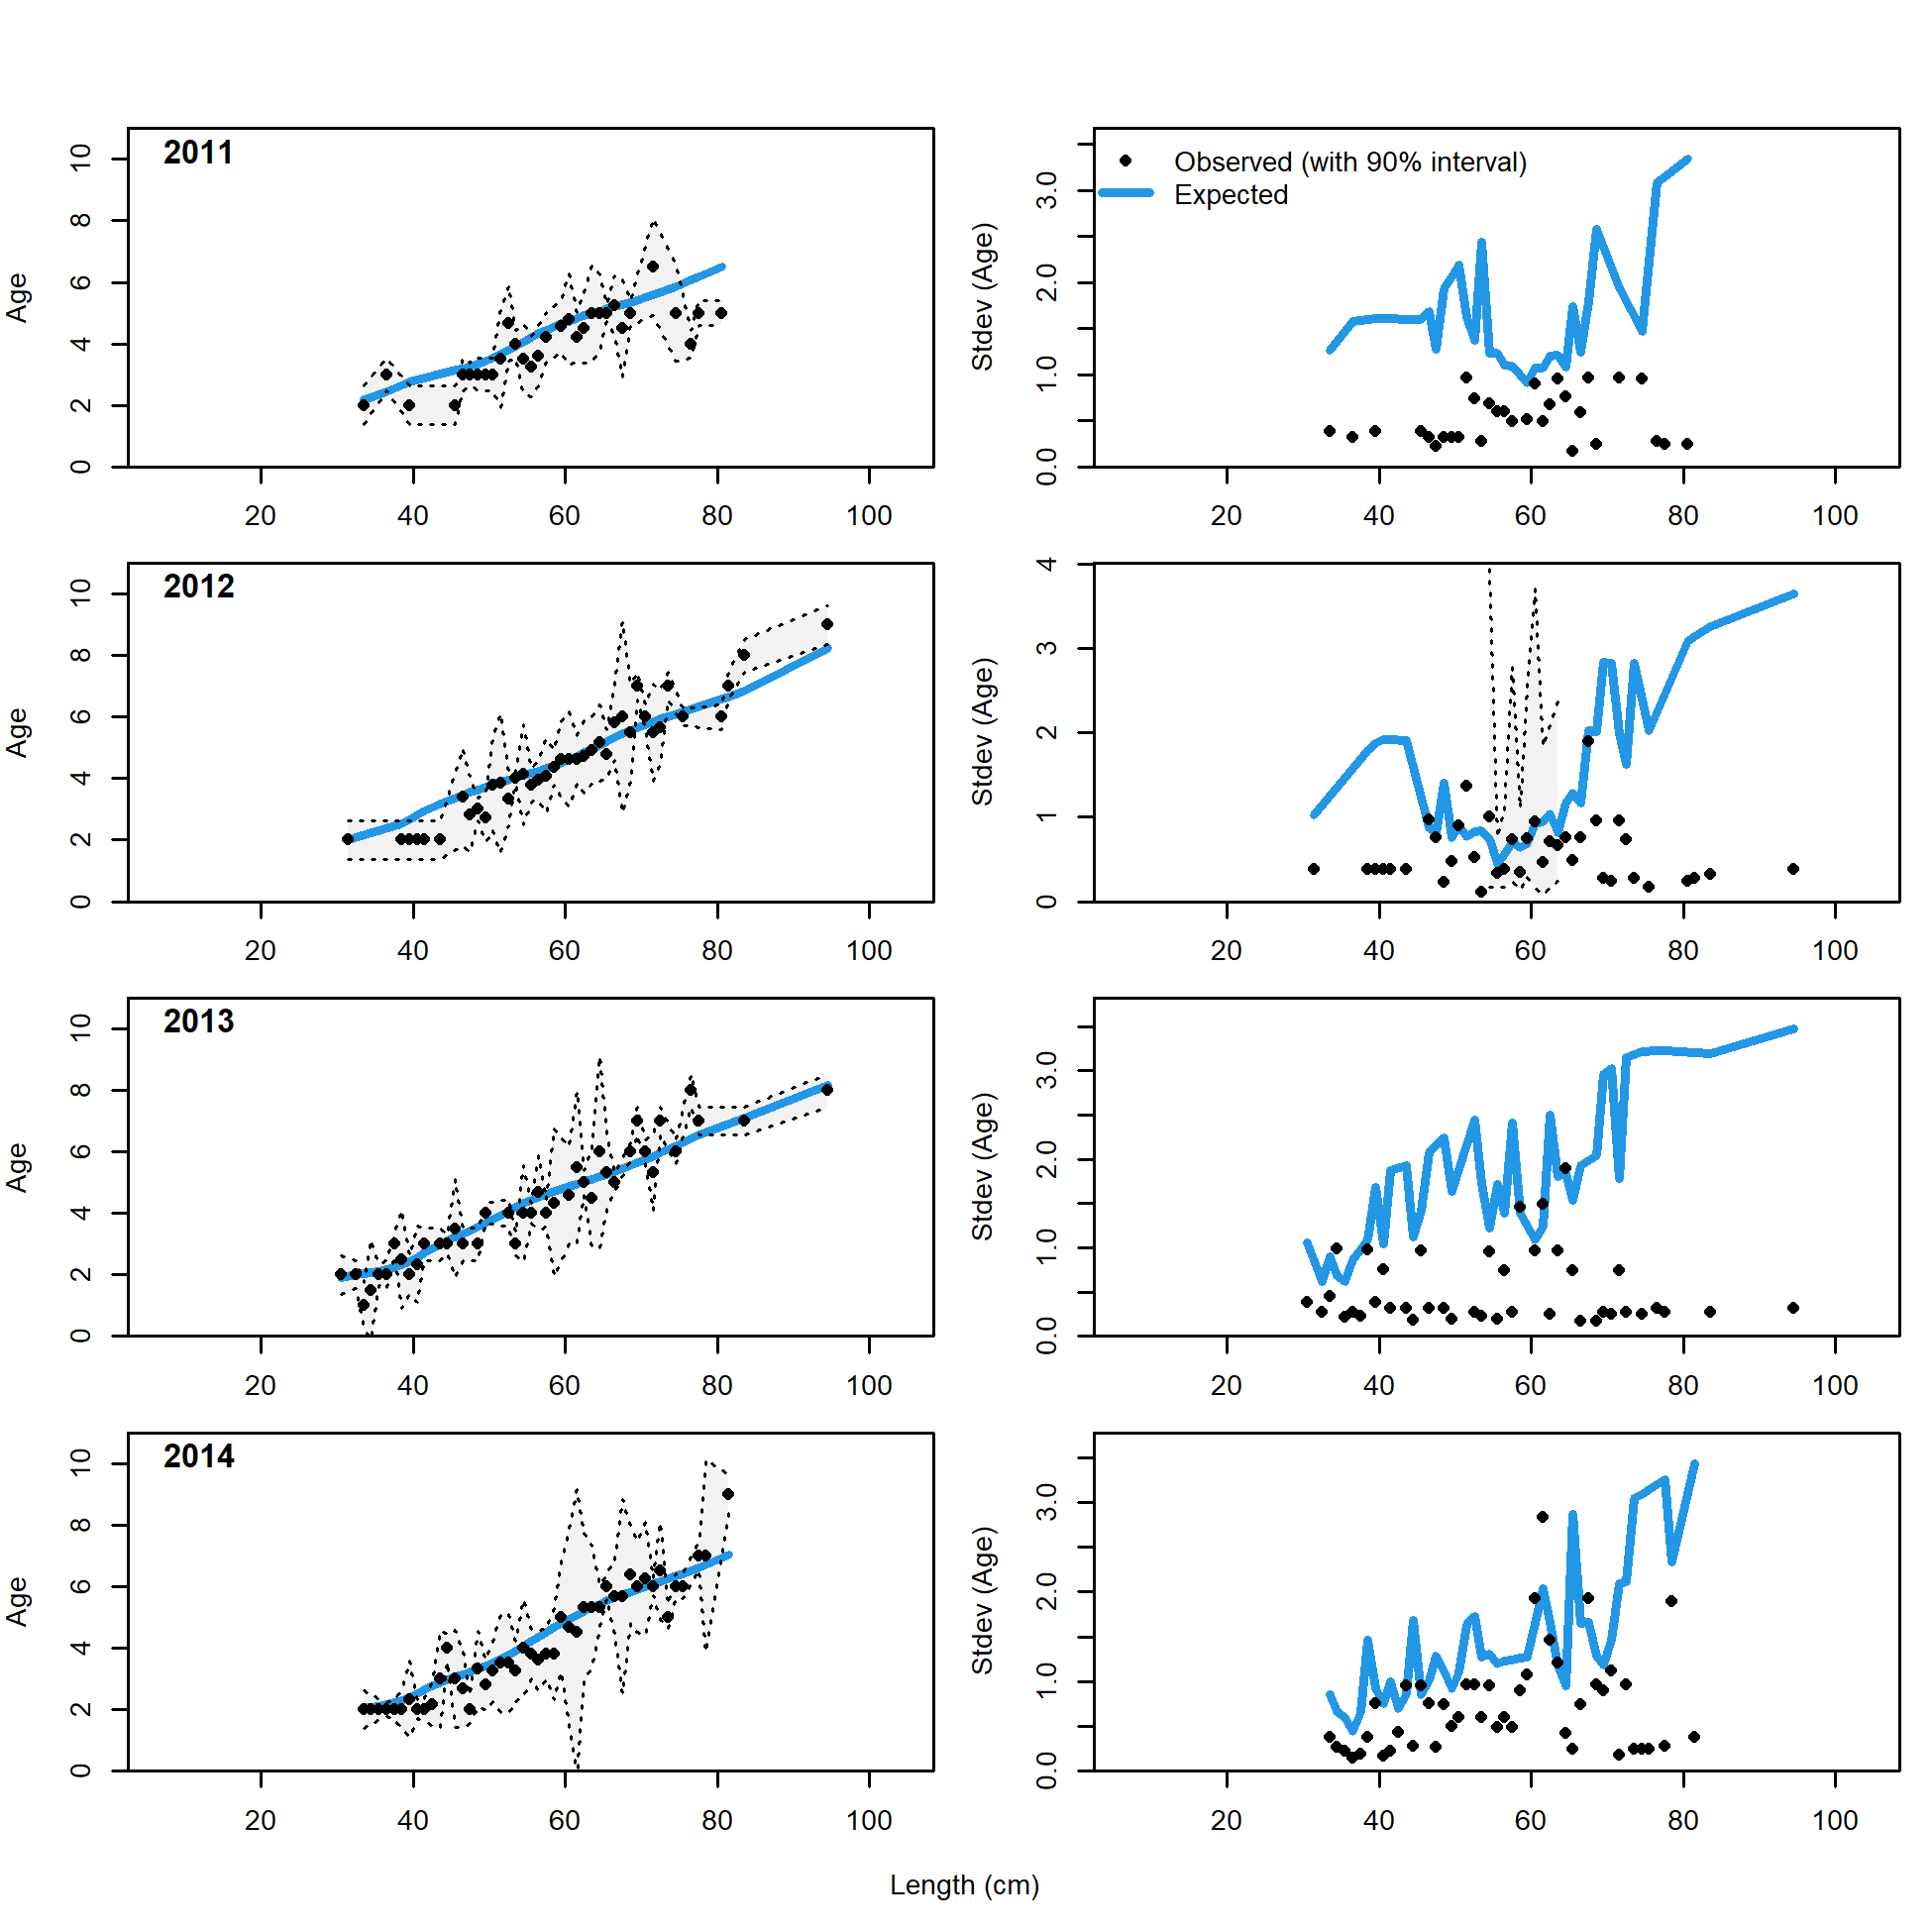 2011
Age
0 2 4 6 8 10
20 40 60 80 100
Observed (with 90% interval)
Expected
Stdev (Age)
0.0 1.0 2.0 3.0
20 40 60 80 100
2012
Age
0 2 4 6 8 10
20 40 60 80 100
Stdev (Age)
0 1 2 3 4
20 40 60 80 100
2013
Age
0 2 4 6 8 10
20 40 60 80 100
Stdev (Age)
0.0 1.0 2.0 3.0
20 40 60 80 100
2014
Age
0 2 4 6 8 10
20 40 60 80 100
Stdev (Age)
0.0 1.0 2.0 3.0
20 40 60 80 100
Length (cm)